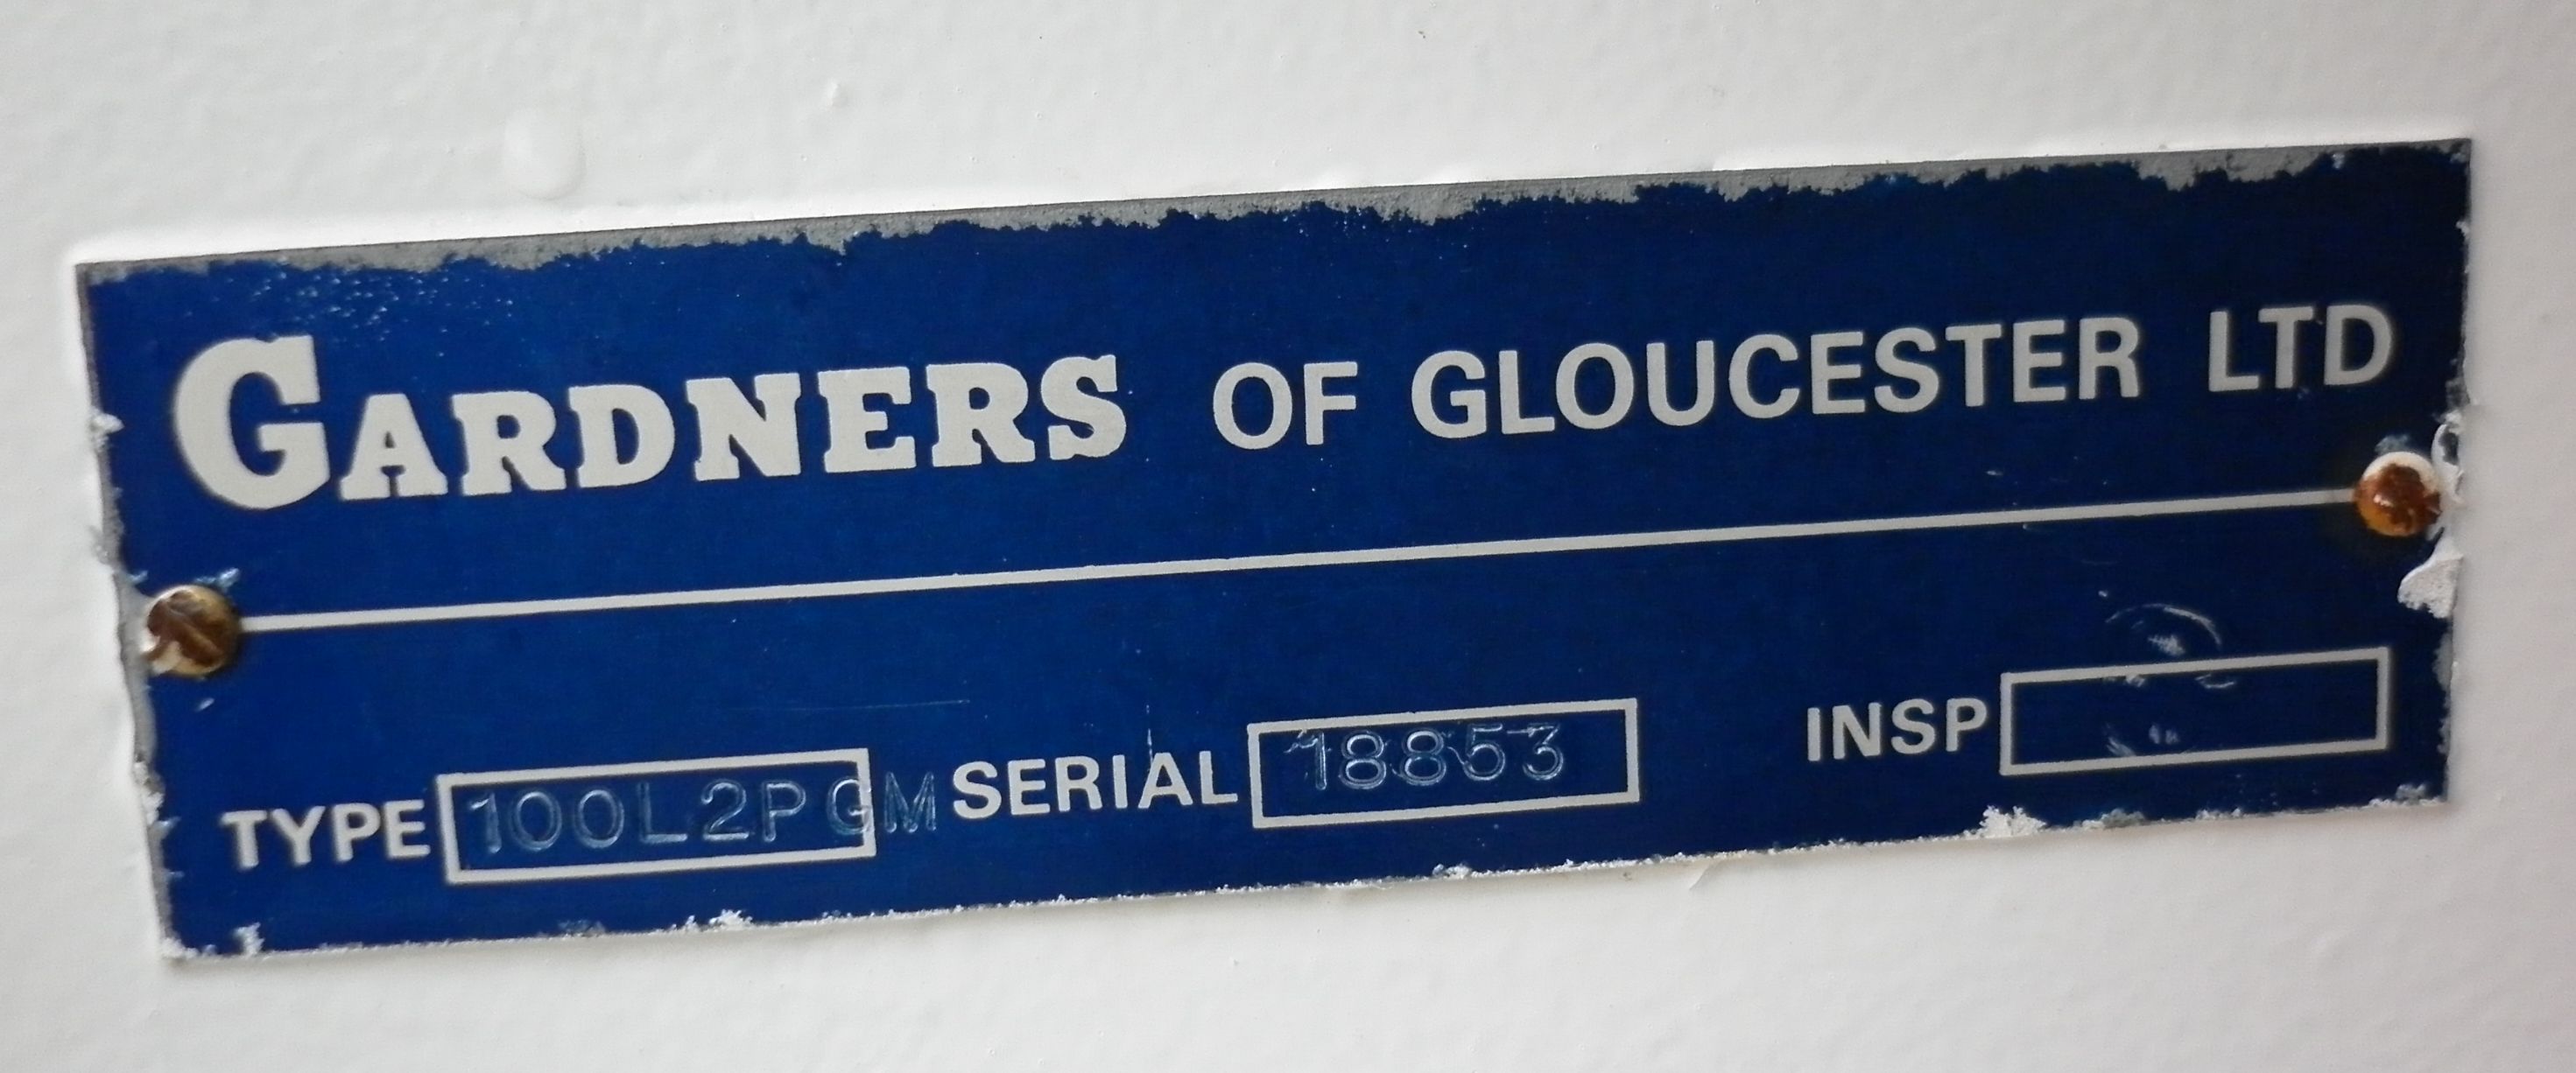 GARDNERS OF GLOUCESTER LTD
TYPE 100L2PGM SERIAL 18853 INSP